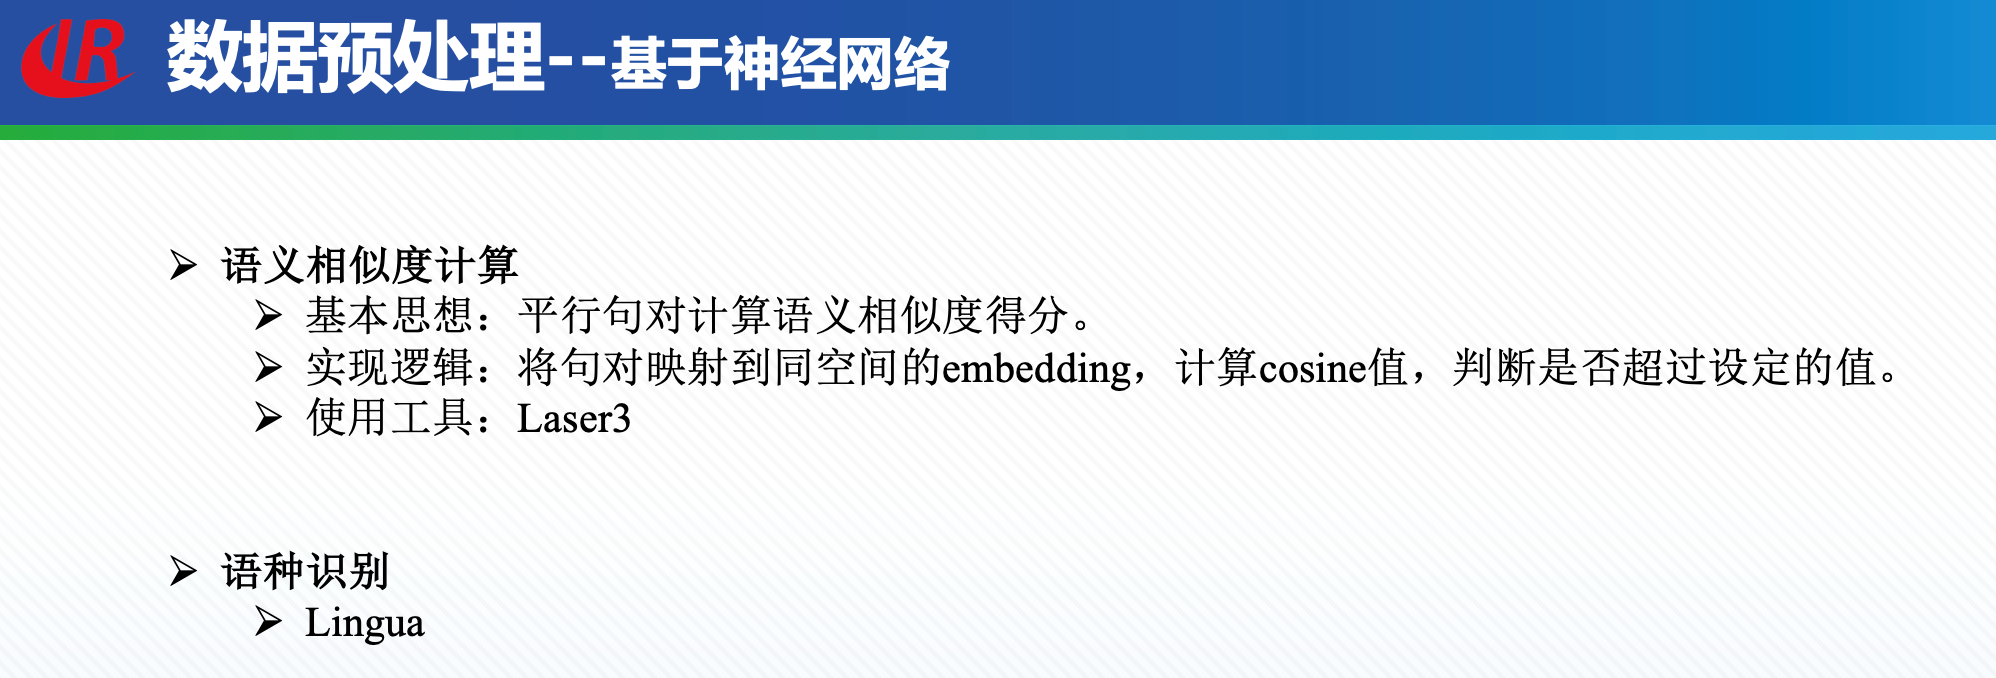 IR 数据预处理--基于神经网络
➢ 语义相似度计算
➢ 基本思想：平行句对计算语义相似度得分。
➢ 实现逻辑：将句对映射到同空间的embedding，计算cosine值，判断是否超过设定的值。
➢ 使用工具：Laser3
➢ 语种识别
➢ Lingua